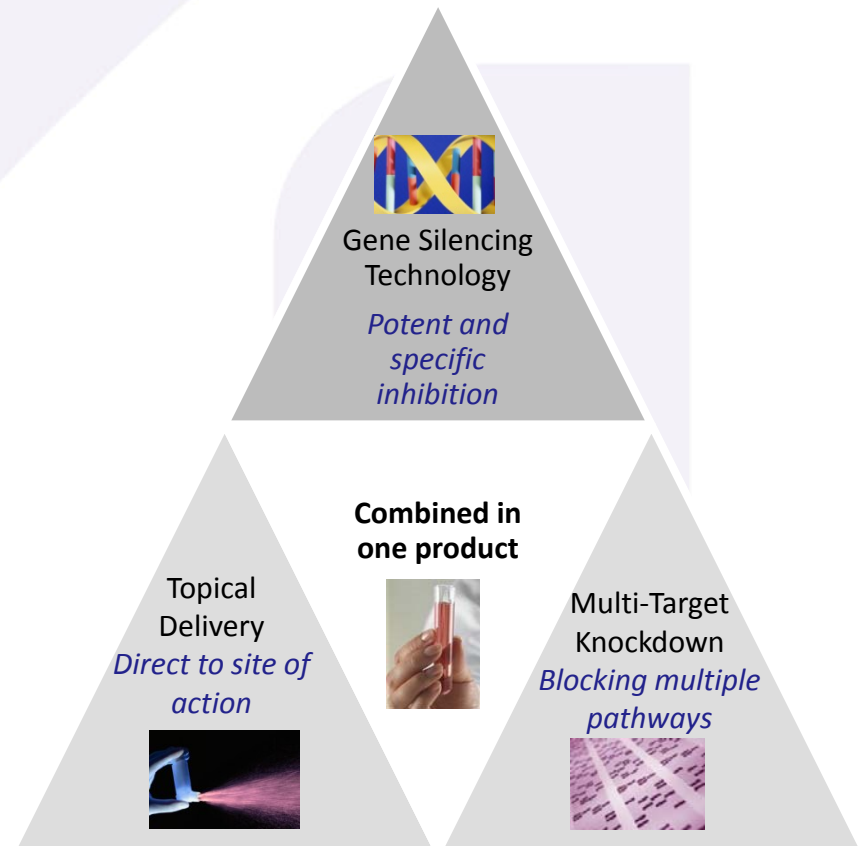 Gene Silencing
Technology
Potent and
specific
inhibition
Combined in
one product
Topical
Delivery
Direct to site of
action
Multi-Target
Knockdown
Blocking multiple
pathways